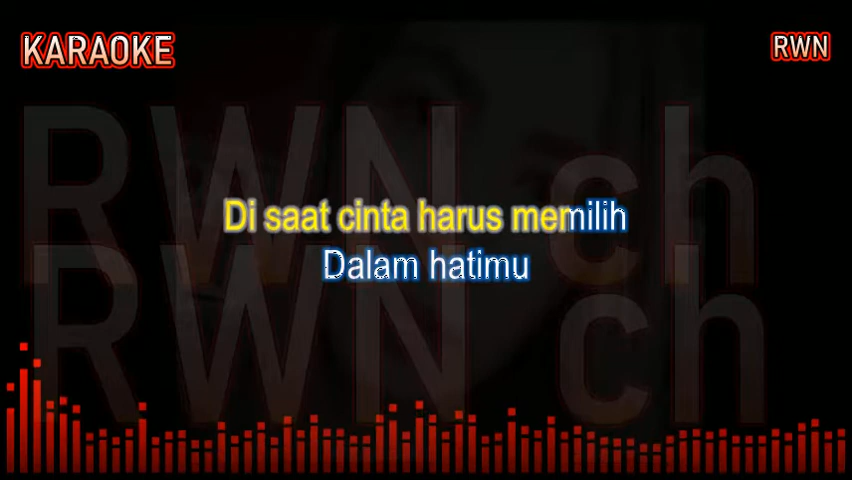 KARAOKE
RWN
RWN ch
Di saat cinta harus memilih
Dalam hatimu
RWN ch